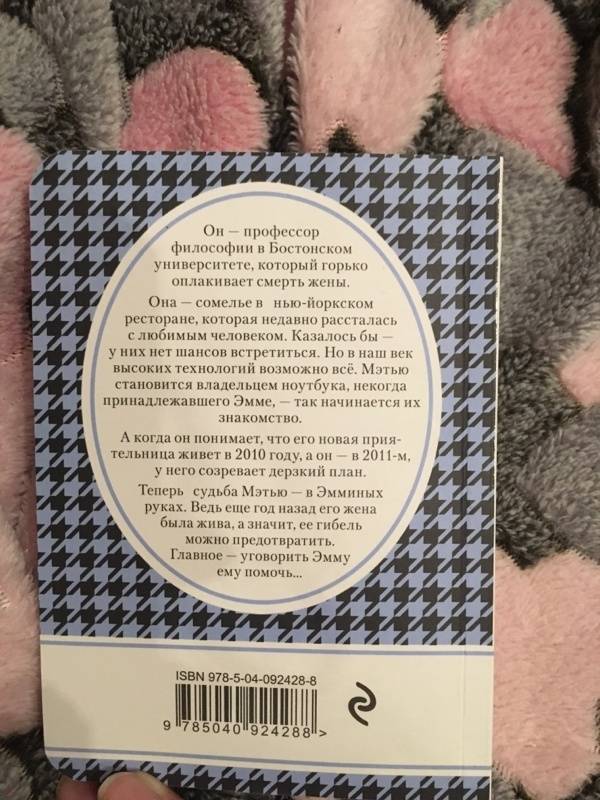 Он – профессор
философии в Бостонском
университете, который горько
оплакивает смерть жены.
Она – сомелье в нью-йоркском
ресторане, которая недавно рассталась
с любимым человеком. Казалось бы –
у них нет шансов встретиться. Но в наш век
высоких технологий возможно всё. Мэтью
становится владельцем ноутбука, некогда
принадлежавшего Эмме, – так начинается их
знакомство.
А когда он понимает, что его новая прия-
тельница живет в 2010 году, а он – в 2011-м,
у него созревает дерзкий план.
Теперь судьба Мэтью – в Эмминых
руках. Ведь еще год назад его жена
была жива, а значит, ее гибель
можно предотвратить.
Главное – уговорить Эмму
ему помочь...
ISBN 978-5-04-092428-8
9 785040 924288 >